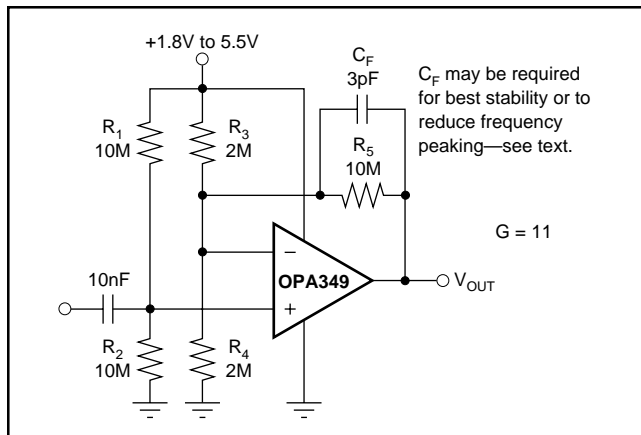 +1.8V to 5.5V
C_F
3pF
C_F may be required
for best stability or to
reduce frequency
peaking—see text.
R_1
10M
R_3
2M
R_5
10M
G = 11
10nF
−
OPA349
+
V_OUT
R_2
10M
R_4
2M